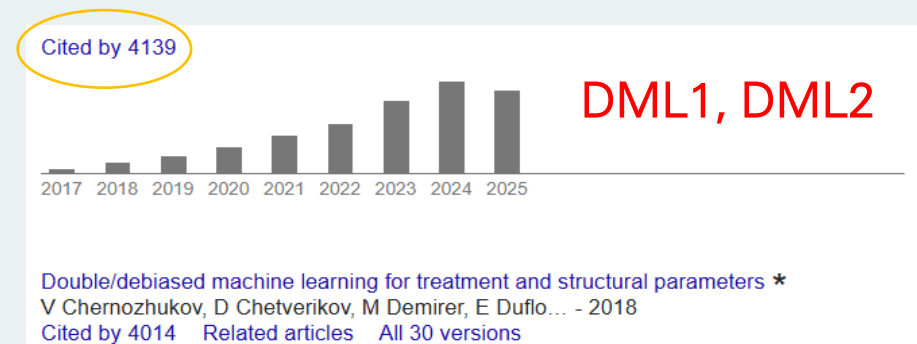 Cited by 4139
DML1, DML2
2017 2018 2019 2020 2021 2022 2023 2024 2025
Double/debiased machine learning for treatment and structural parameters *
V Chernozhukov, D Chetverikov, M Demirer, E Duflo... - 2018
Cited by 4014 Related articles All 30 versions